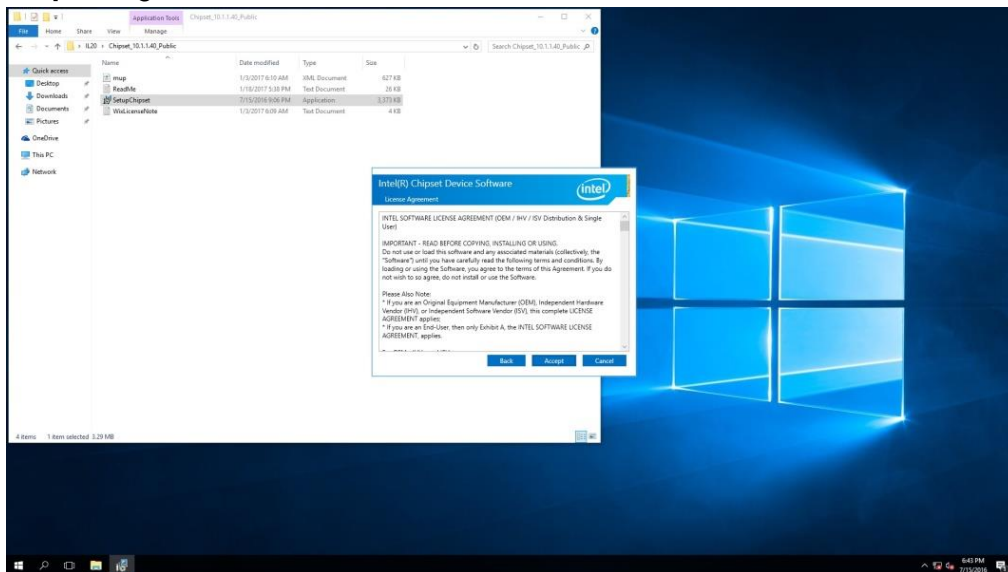 Application Tools Chipset_10.1.1.40_Public
File Home Share View Manage
IL20 Chipset_10.1.1.40_Public Search Chipset_10.1.1.40_Public
Name Date modified Type Size
Quick access
Desktop
Downloads
Documents
Pictures
OneDrive
This PC
Network
mup 1/3/2017 6:10 AM XML Document 627 KB
ReadMe 1/18/2017 5:30 PM Text Document 26 KB
SetupChipset 7/15/2016 9:06 PM Application 3,373 KB
WixLicenseNote 1/3/2017 6:09 AM Text Document 4 KB
Intel(R) Chipset Device Software
License Agreement
intel
INTEL SOFTWARE LICENSE AGREEMENT (OEM / IHV / ISV Distribution & Single
User)
IMPORTANT - READ BEFORE COPYING, INSTALLING OR USING.
Do not use or load this software and any associated materials (collectively, the
"Software") until you have carefully read the following terms and conditions. By
loading or using the Software, you agree to the terms of this Agreement. If you do
not wish to so agree, do not install or use the Software.
Please Also Note:
* If you are an Original Equipment Manufacturer (OEM), Independent Hardware
Vendor (IHV), or Independent Software Vendor (ISV), this complete LICENSE
AGREEMENT applies;
* If you are an End-User, then only Exhibit A, the INTEL SOFTWARE LICENSE
AGREEMENT, applies.
Back Accept Cancel
4 items 1 item selected 3.29 MB
6:43 PM
7/15/2016